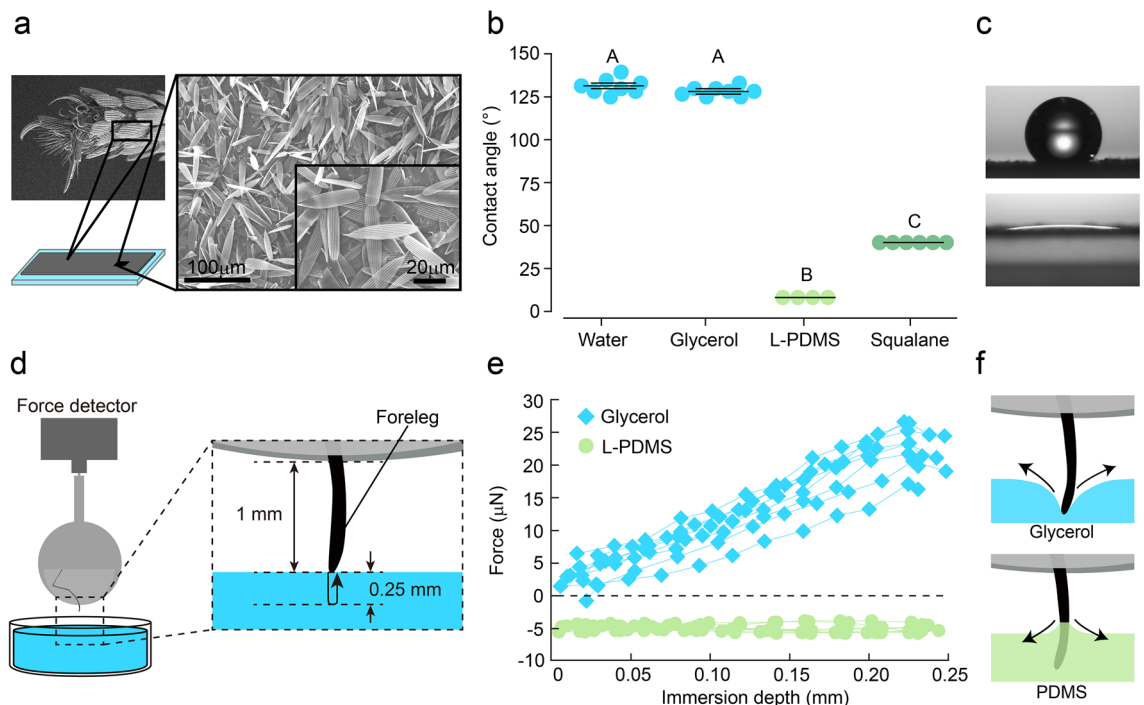 a
100μm
20μm
b
Contact angle (°)
150
125
100
75
50
25
0
A
A
B
C
Water
Glycerol
L-PDMS
Squalane
c
d
Force detector
Foreleg
1 mm
0.25 mm
e
Force (μN)
30
25
20
15
10
5
0
-5
-10
Glycerol
L-PDMS
0
0.05
0.10
0.15
0.20
0.25
Immersion depth (mm)
f
Glycerol
PDMS